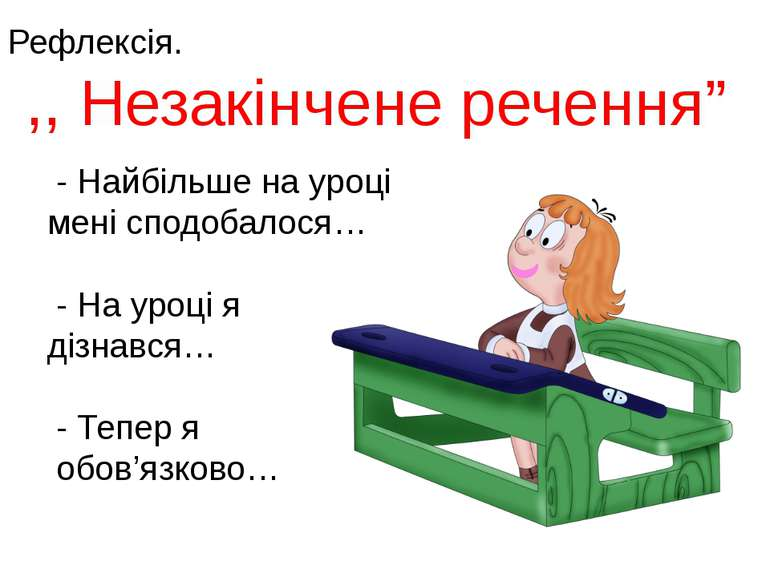 Рефлексія.
,, Незакінчене речення”
- Найбільше на уроці
мені сподобалося…
- На уроці я
дізнався…
- Тепер я
обов’язково…